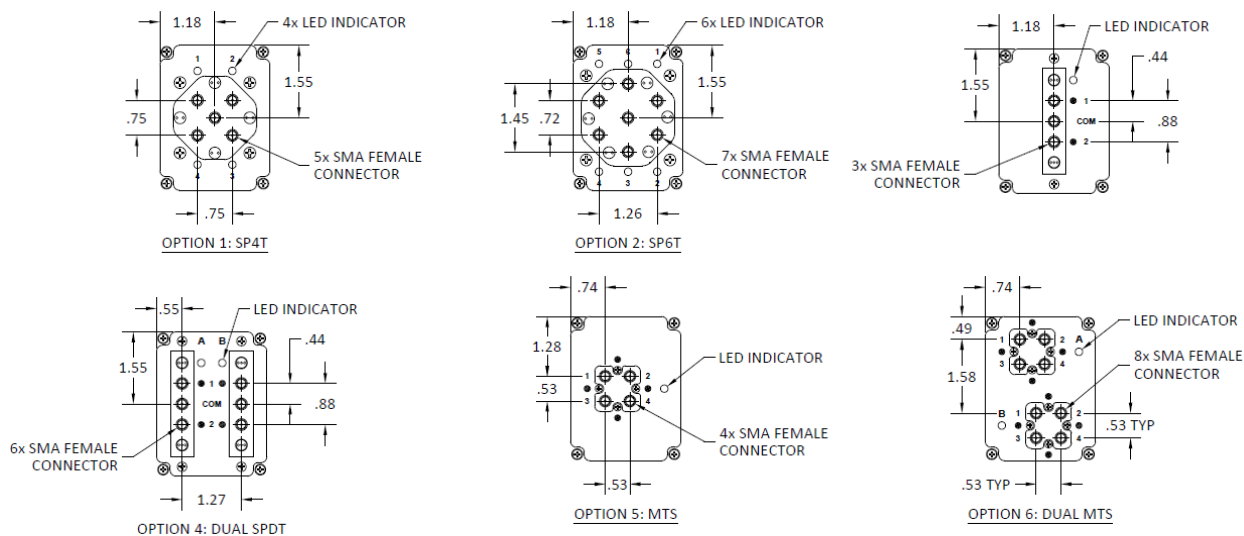 1.18
4x LED INDICATOR
1
2
1.55
.75
5x SMA FEMALE
CONNECTOR
4
3
.75
OPTION 1: SP4T
1.18
6x LED INDICATOR
5
6
1
1.55
1.45
.72
7x SMA FEMALE
CONNECTOR
4
3
2
1.26
OPTION 2: SP6T
1.18
LED INDICATOR
.44
1.55
1
COM
.88
2
3x SMA FEMALE
CONNECTOR
.55
LED INDICATOR
A B
.44
1.55
1
COM
.88
2
6x SMA FEMALE
CONNECTOR
1.27
OPTION 4: DUAL SPDT
.74
1.28
LED INDICATOR
1
2
.53
3
4
4x SMA FEMALE
CONNECTOR
.53
OPTION 5: MTS
.74
LED INDICATOR
.49
1
2
A
3
4
8x SMA FEMALE
CONNECTOR
1.58
B
1
2
.53 TYP
3
4
.53 TYP
OPTION 6: DUAL MTS